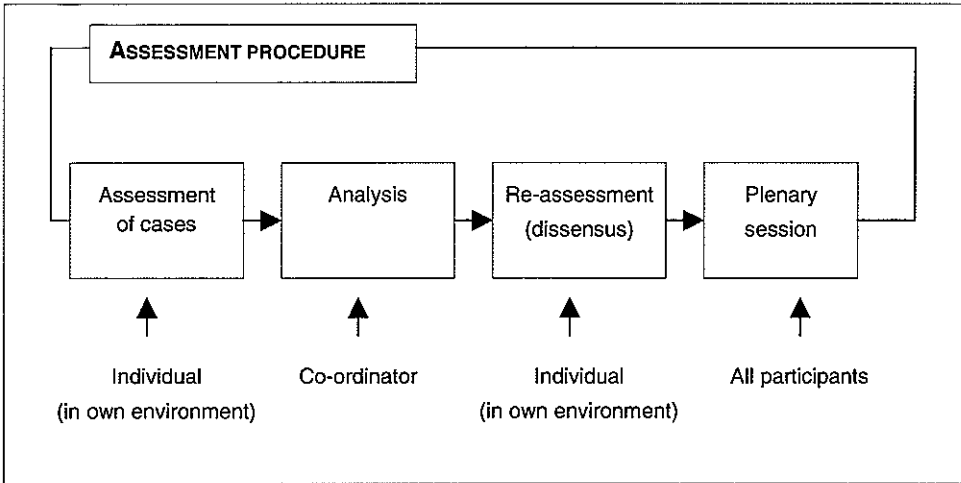 ASSESSMENT PROCEDURE
Assessment
of cases
Analysis
Re-assessment
(dissensus)
Plenary
session
Individual
(in own environment)
Co-ordinator
Individual
(in own environment)
All participants